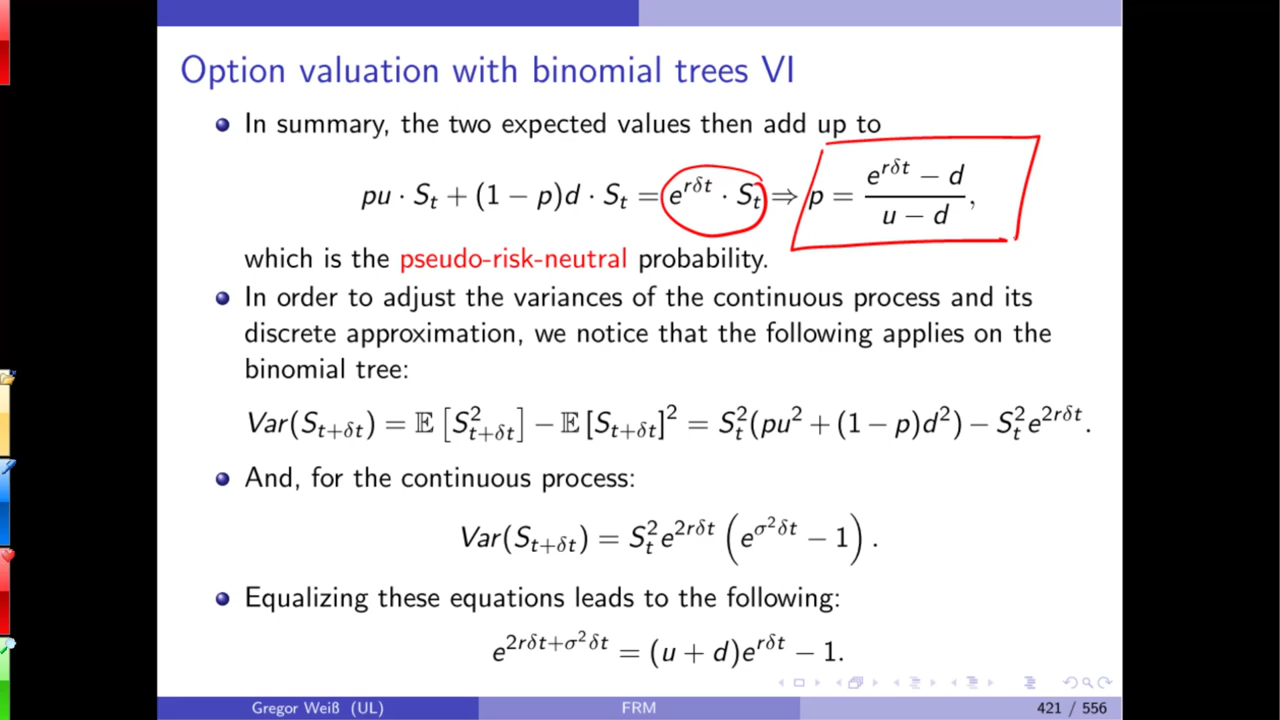 Option valuation with binomial trees VI
In summary, the two expected values then add up to
pu · S_t + (1 − p)d · S_t = e^{rδt} · S_t ⇒ p = \frac{e^{rδt} − d}{u − d},
which is the pseudo-risk-neutral probability.
In order to adjust the variances of the continuous process and its
discrete approximation, we notice that the following applies on the
binomial tree:
Var(S_{t+δt}) = 𝔼 [S²_{t+δt}] − 𝔼 [S_{t+δt}]² = S_t²(pu² + (1 − p)d²) − S_t² e^{2rδt}.
And, for the continuous process:
Var(S_{t+δt}) = S_t² e^{2rδt} (e^{σ²δt} − 1).
Equalizing these equations leads to the following:
e^{2rδt+σ²δt} = (u + d)e^{rδt} − 1.
Gregor Weiß (UL) FRM 421 / 556